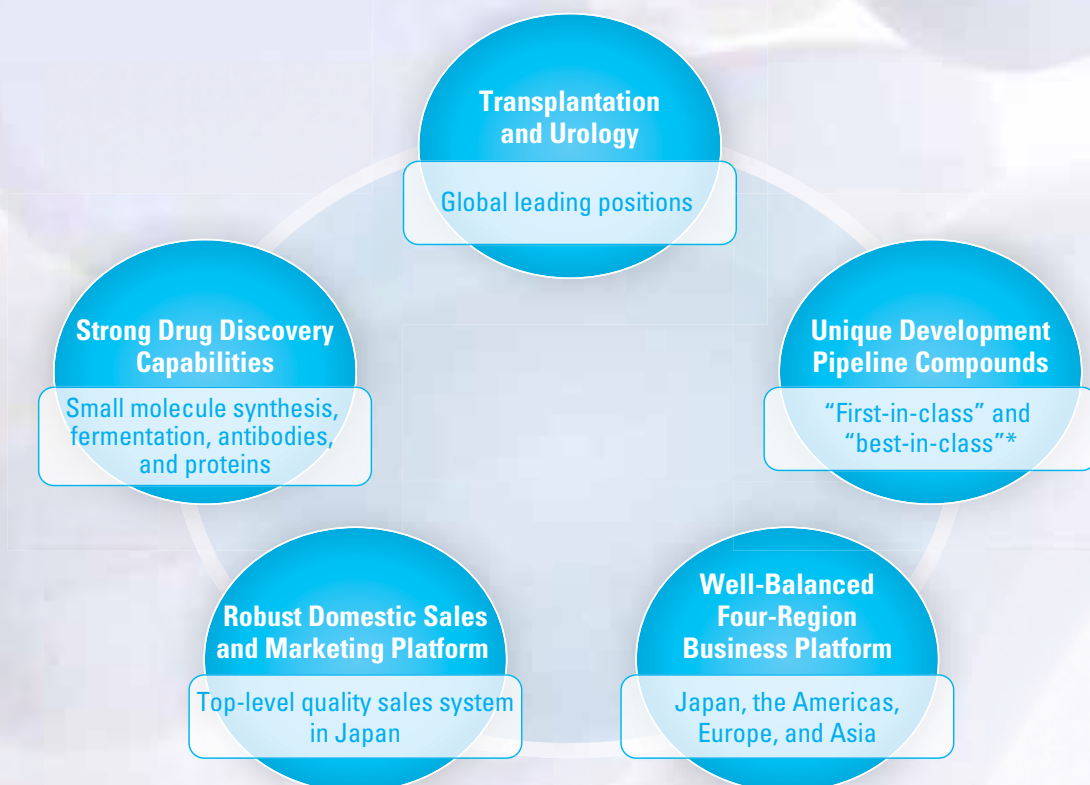 Transplantation
and Urology
Global leading positions
Strong Drug Discovery
Capabilities
Small molecule synthesis,
fermentation, antibodies,
and proteins
Unique Development
Pipeline Compounds
“First-in-class” and
“best-in-class”*
Robust Domestic Sales
and Marketing Platform
Top-level quality sales system
in Japan
Well-Balanced
Four-Region
Business Platform
Japan, the Americas,
Europe, and Asia